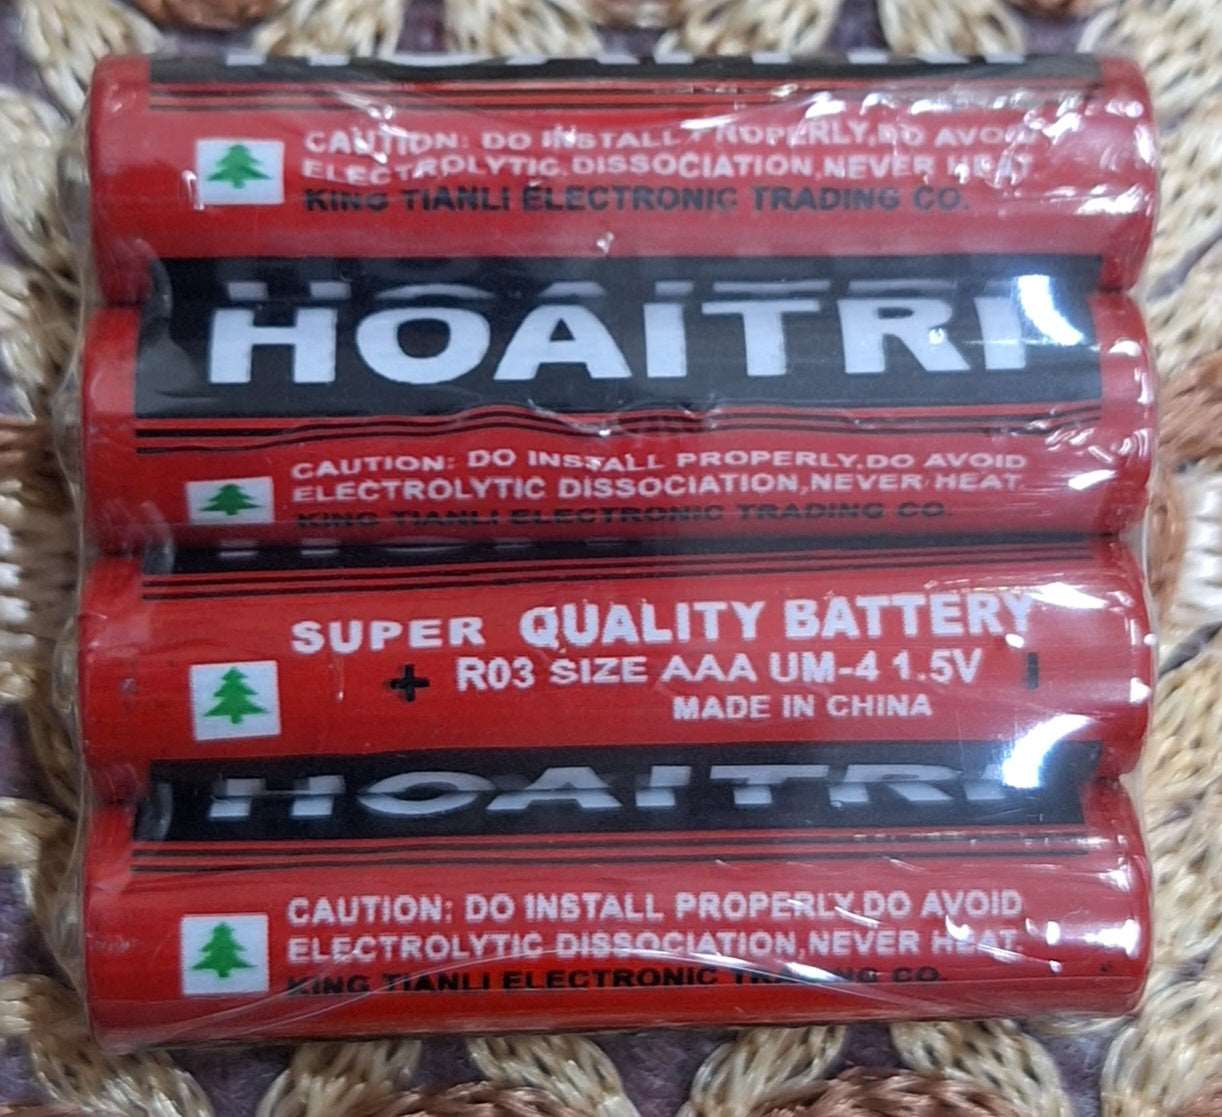 HOAITRI
CAUTION: DO INSTALL PROPERLY,DO AVOID
ELECTROLYTIC DISSOCIATION,NEVER HEAT
KING TIANLI ELECTRONIC TRADING CO.
HOAITRI
CAUTION: DO INSTALL PROPERLY,DO AVOID
ELECTROLYTIC DISSOCIATION,NEVER HEAT.
KING TIANLI ELECTRONIC TRADING CO.
SUPER QUALITY BATTERY
+ R03 SIZE AAA UM-4 1.5V -
MADE IN CHINA
HOAITRI
CAUTION: DO INSTALL PROPERLY,DO AVOID
ELECTROLYTIC DISSOCIATION,NEVER HEAT.
KING TIANLI ELECTRONIC TRADING CO.